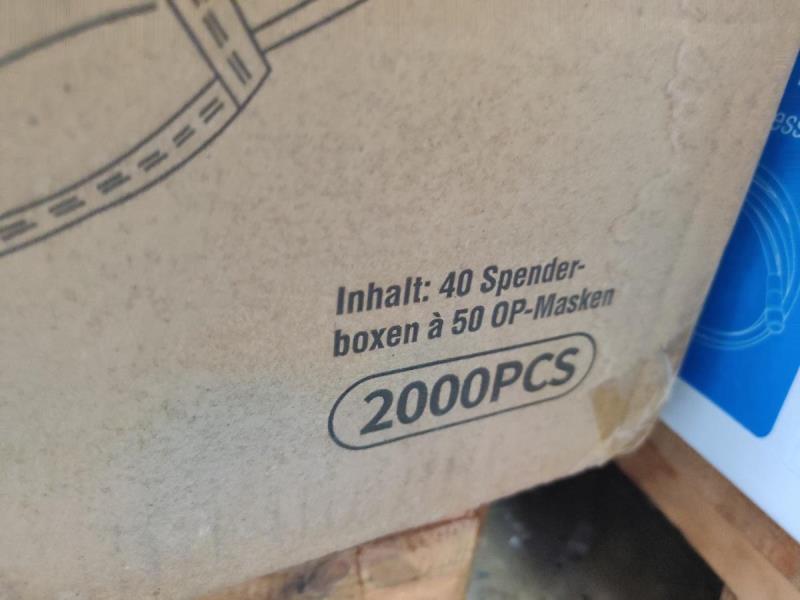 Inhalt: 40 Spender-
boxen à 50 OP-Masken
2000PCS